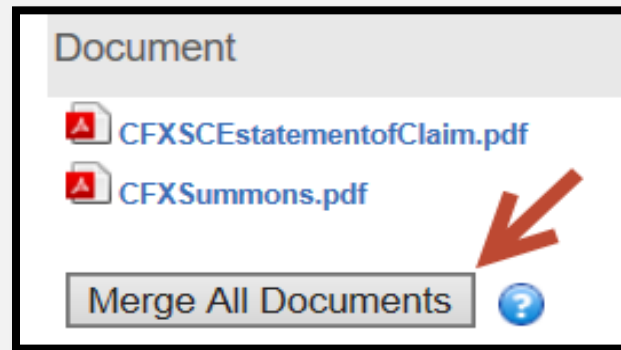 Document
CFXSCEstatementofClaim.pdf
CFXSummons.pdf
Merge All Documents ?